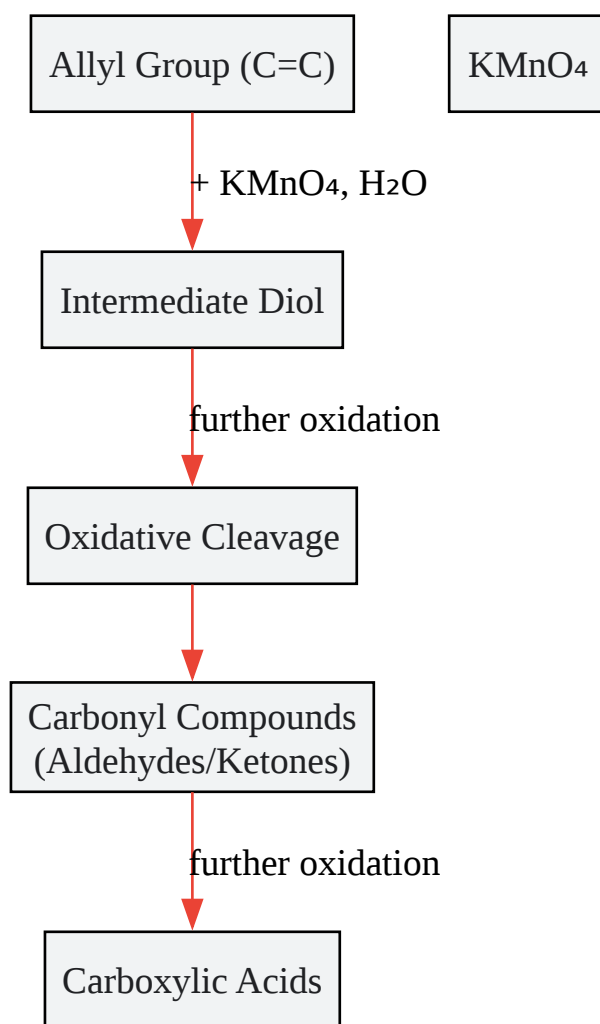 Allyl Group (C=C)
KMnO₄
+ KMnO₄, H₂O
Intermediate Diol
further oxidation
Oxidative Cleavage
Carbonyl Compounds
(Aldehydes/Ketones)
further oxidation
Carboxylic Acids